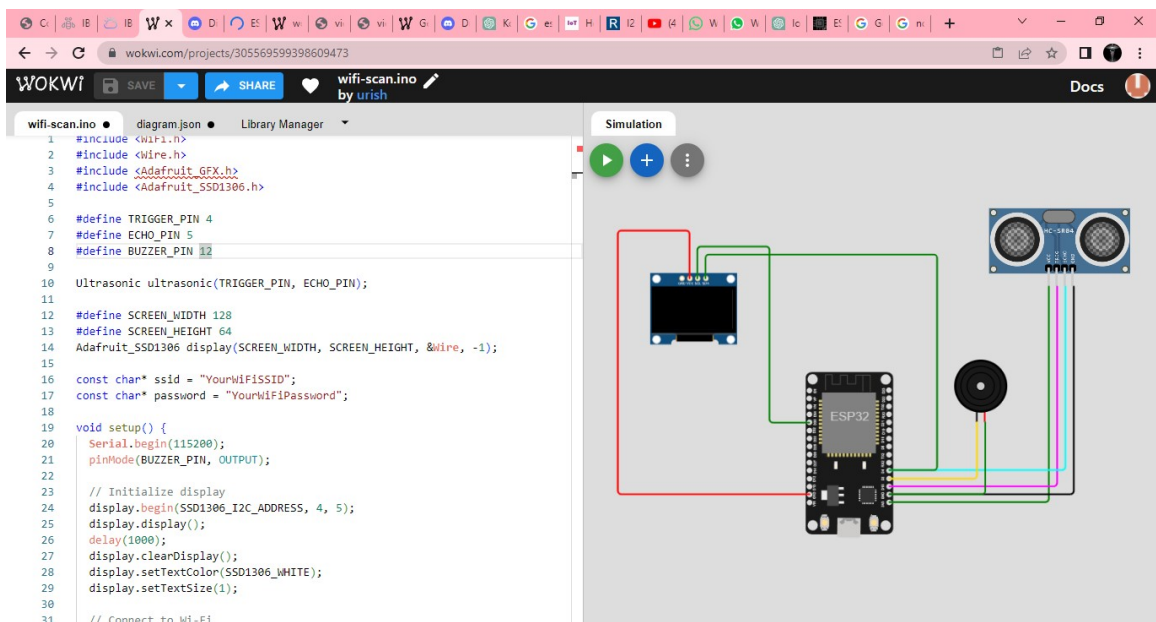 wokwi.com/projects/305569599398609473
WOKWi SAVE SHARE wifi-scan.ino
by urish
Docs
wifi-scan.ino diagram.json Library Manager
Simulation
1 #include <WiFi.h>
2 #include <Wire.h>
3 #include <Adafruit_GFX.h>
4 #include <Adafruit_SSD1306.h>
5
6 #define TRIGGER_PIN 4
7 #define ECHO_PIN 5
8 #define BUZZER_PIN 12
9
10 Ultrasonic ultrasonic(TRIGGER_PIN, ECHO_PIN);
11
12 #define SCREEN_WIDTH 128
13 #define SCREEN_HEIGHT 64
14 Adafruit_SSD1306 display(SCREEN_WIDTH, SCREEN_HEIGHT, &Wire, -1);
15
16 const char* ssid = "YourWiFiSSID";
17 const char* password = "YourWiFiPassword";
18
19 void setup() {
20 Serial.begin(115200);
21 pinMode(BUZZER_PIN, OUTPUT);
22
23 // Initialize display
24 display.begin(SSD1306_I2C_ADDRESS, 4, 5);
25 display.display();
26 delay(1000);
27 display.clearDisplay();
28 display.setTextColor(SSD1306_WHITE);
29 display.setTextSize(1);
30
31 // Connect to Wi-Fi
HC-SR04
ESP32